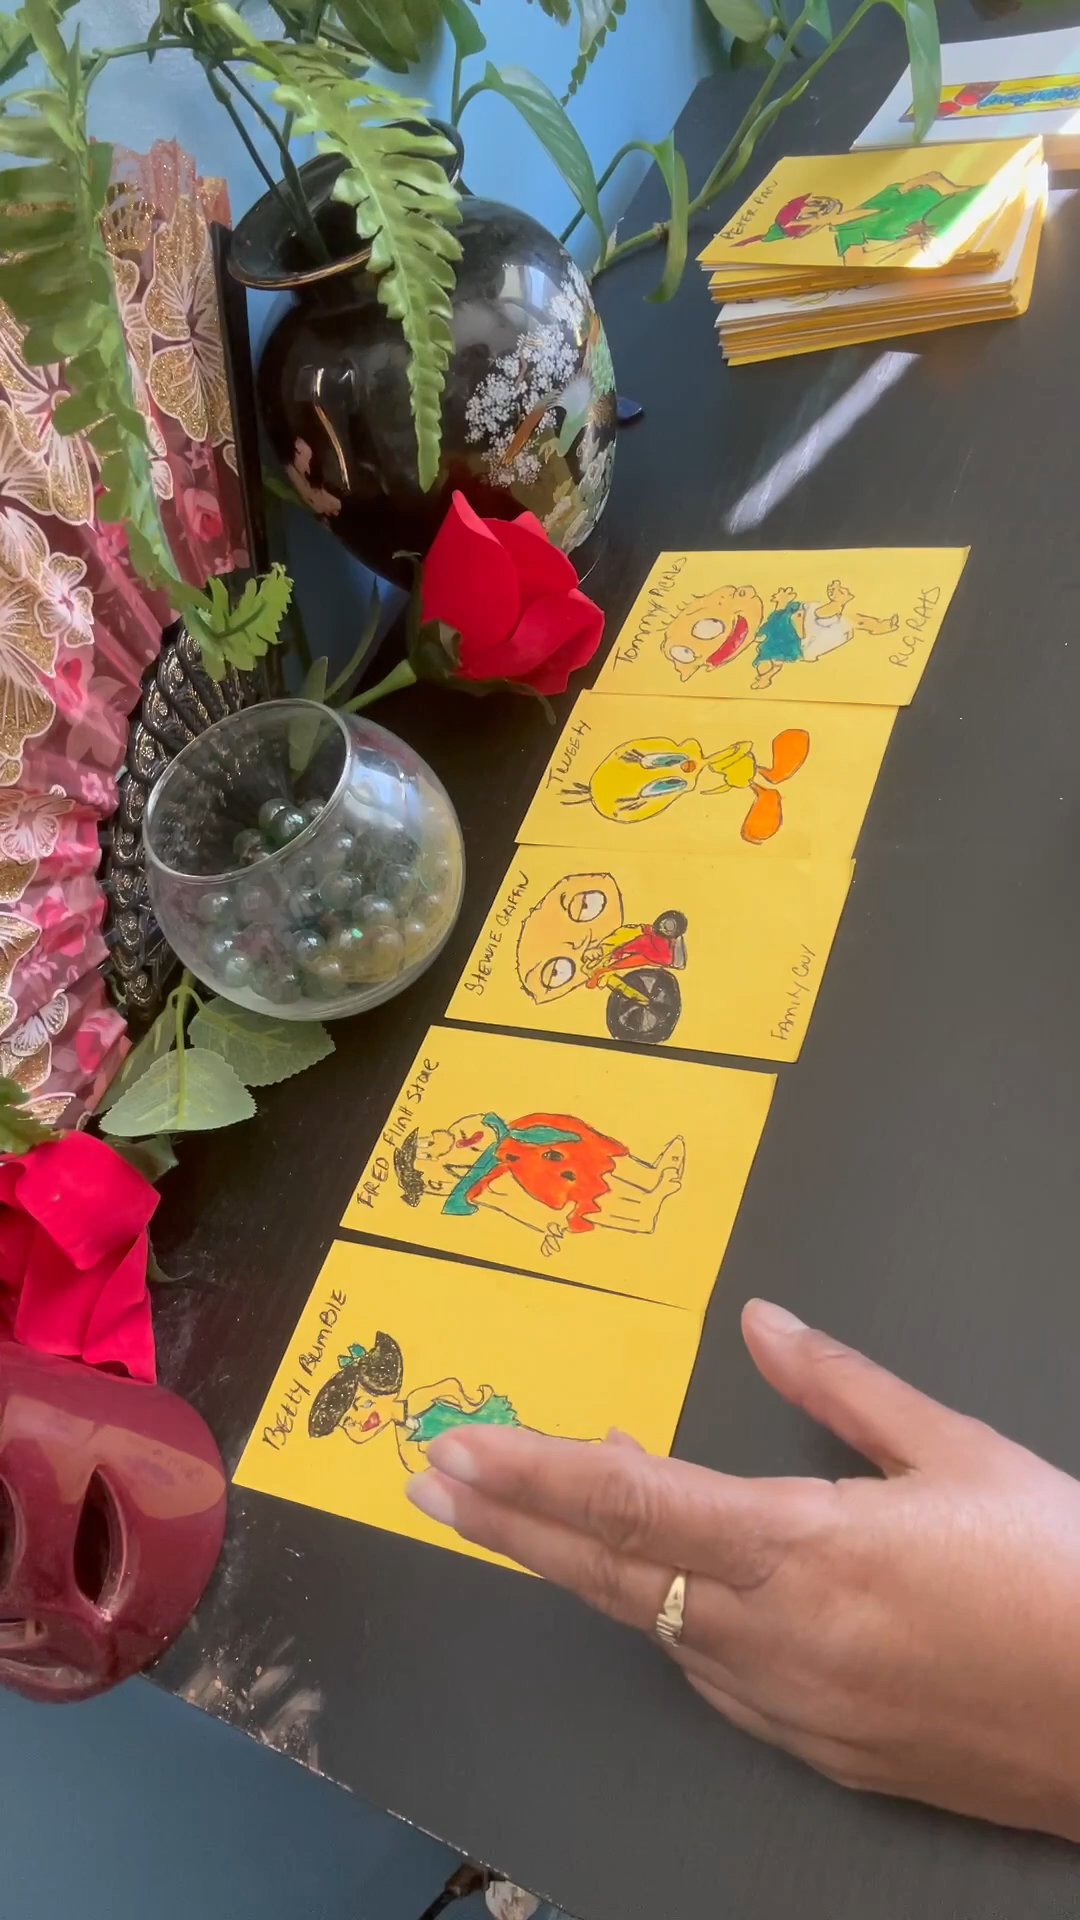 PETER PAN
TOMMY PICKLES
RUGRATS
TWEETY
STEWIE GRIFFIN
FAMILY GUY
FRED FLINT STONE
BETTY RUMBLE